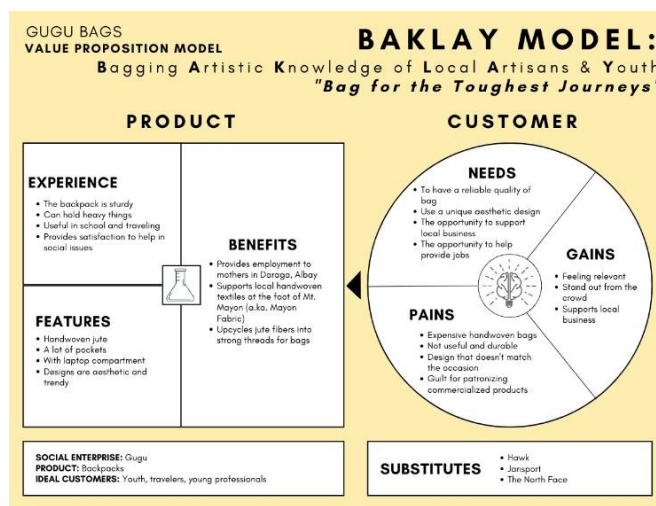 GUGU BAGS
VALUE PROPOSITION MODEL
BAKLAY MODEL:
Bagging Artistic Knowledge of Local Artisans & Youth
"Bag for the Toughest Journeys"
PRODUCT
EXPERIENCE
• The backpack is sturdy
• Can hold heavy things
• Useful in school and traveling
• Provides satisfaction to help in
social issues
FEATURES
• Handwoven jute
• A lot of pockets
• With laptop compartment
• Designs are aesthetic and
trendy
BENEFITS
• Provides employment to
mothers in Daraga, Albay
• Supports local handwoven
textiles at the foot of Mt.
Mayon (a.k.a. Mayon
Fabric)
• Upcycles jute fibers into
strong threads for bags
CUSTOMER
NEEDS
• To have a reliable quality of
bag
• Use a unique aesthetic design
• The opportunity to support
local business
• The opportunity to help
provide jobs
GAINS
• Feeling relevant
• Stand out from the
crowd
• Supports local
business
PAINS
• Expensive handwoven bags
• Not useful and durable
• Design that doesn't match
the occasion
• Guilt for patronizing
commercialized products
SOCIAL ENTERPRISE: Gugu
PRODUCT: Backpacks
IDEAL CUSTOMERS: Youth, travelers, young professionals
SUBSTITUTES
• Hawk
• Jansport
• The North Face